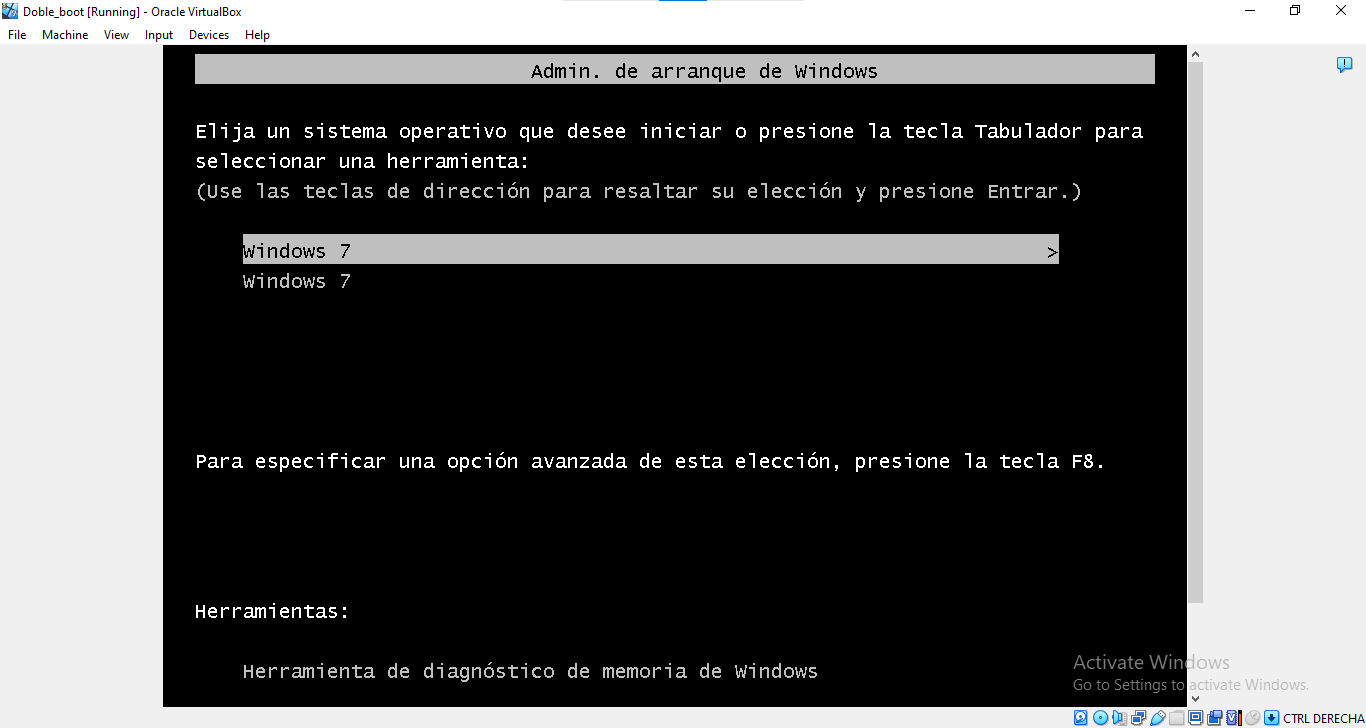 Doble_boot [Running] - Oracle VirtualBox
File Machine View Input Devices Help
Admin. de arranque de Windows
Elija un sistema operativo que desee iniciar o presione la tecla Tabulador para
seleccionar una herramienta:
(Use las teclas de dirección para resaltar su elección y presione Entrar.)
Windows 7 >
Windows 7
Para especificar una opción avanzada de esta elección, presione la tecla F8.
Herramientas:
Herramienta de diagnóstico de memoria de Windows
Activate Windows
Go to Settings to activate Windows.
CTRL DERECHA